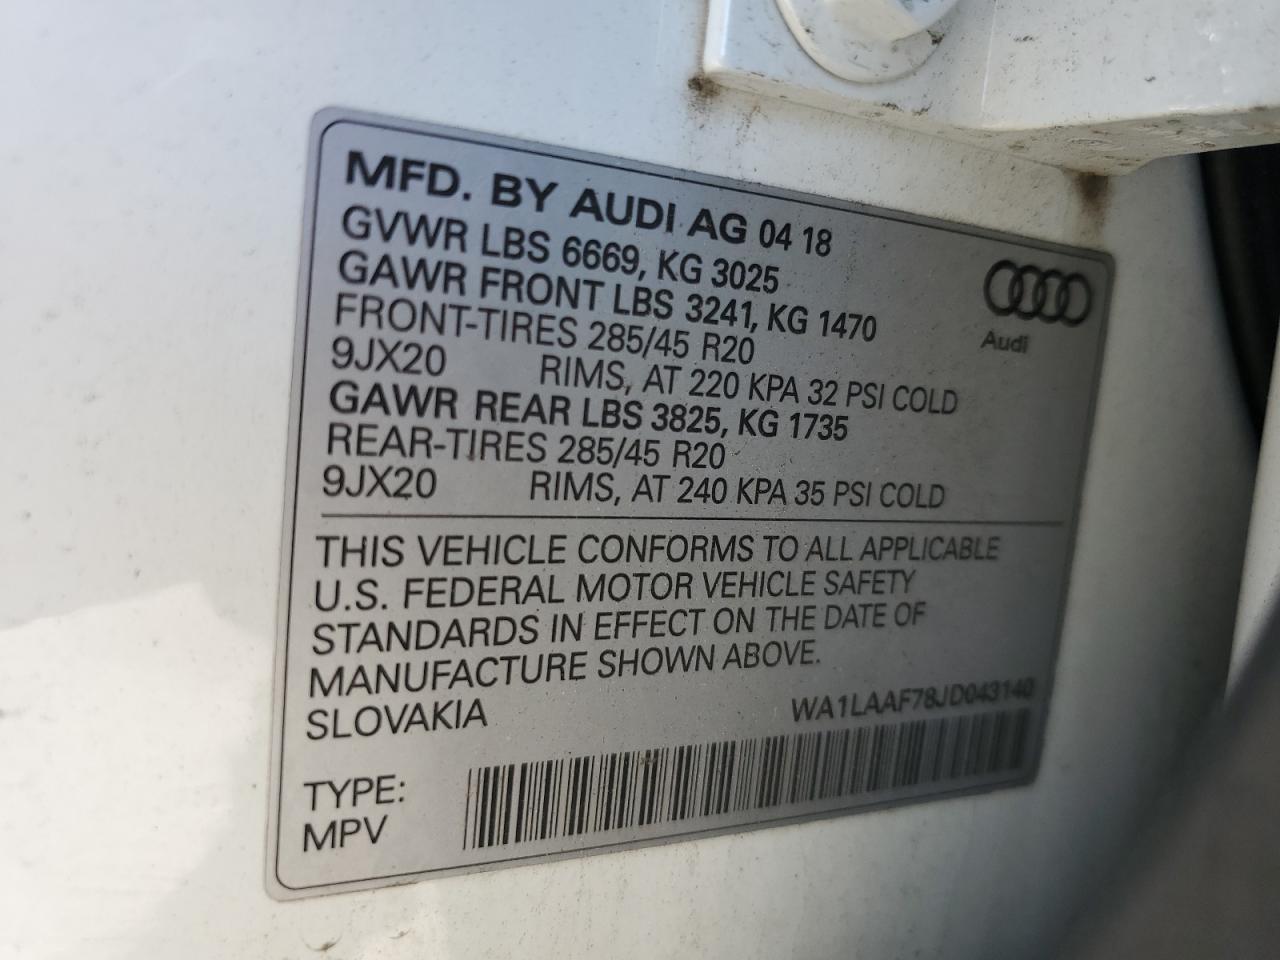 MFD. BY AUDI AG 04 18
GVWR LBS 6669, KG 3025
GAWR FRONT LBS 3241, KG 1470
FRONT-TIRES 285/45 R20
9JX20 RIMS, AT 220 KPA 32 PSI COLD
GAWR REAR LBS 3825, KG 1735
REAR-TIRES 285/45 R20
9JX20 RIMS, AT 240 KPA 35 PSI COLD
Audi
THIS VEHICLE CONFORMS TO ALL APPLICABLE
U.S. FEDERAL MOTOR VEHICLE SAFETY
STANDARDS IN EFFECT ON THE DATE OF
MANUFACTURE SHOWN ABOVE.
SLOVAKIA WA1LAAF78JD043140
TYPE:
MPV